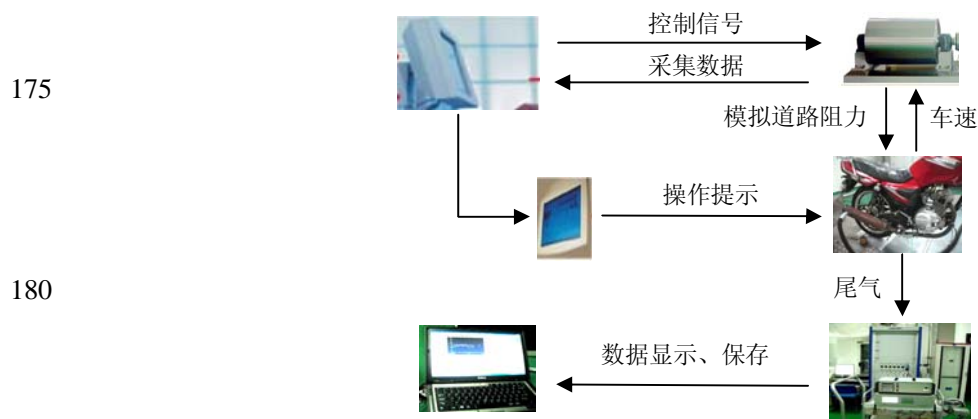 控制信号
采集数据
175
模拟道路阻力
车速
操作提示
180
尾气
数据显示、保存